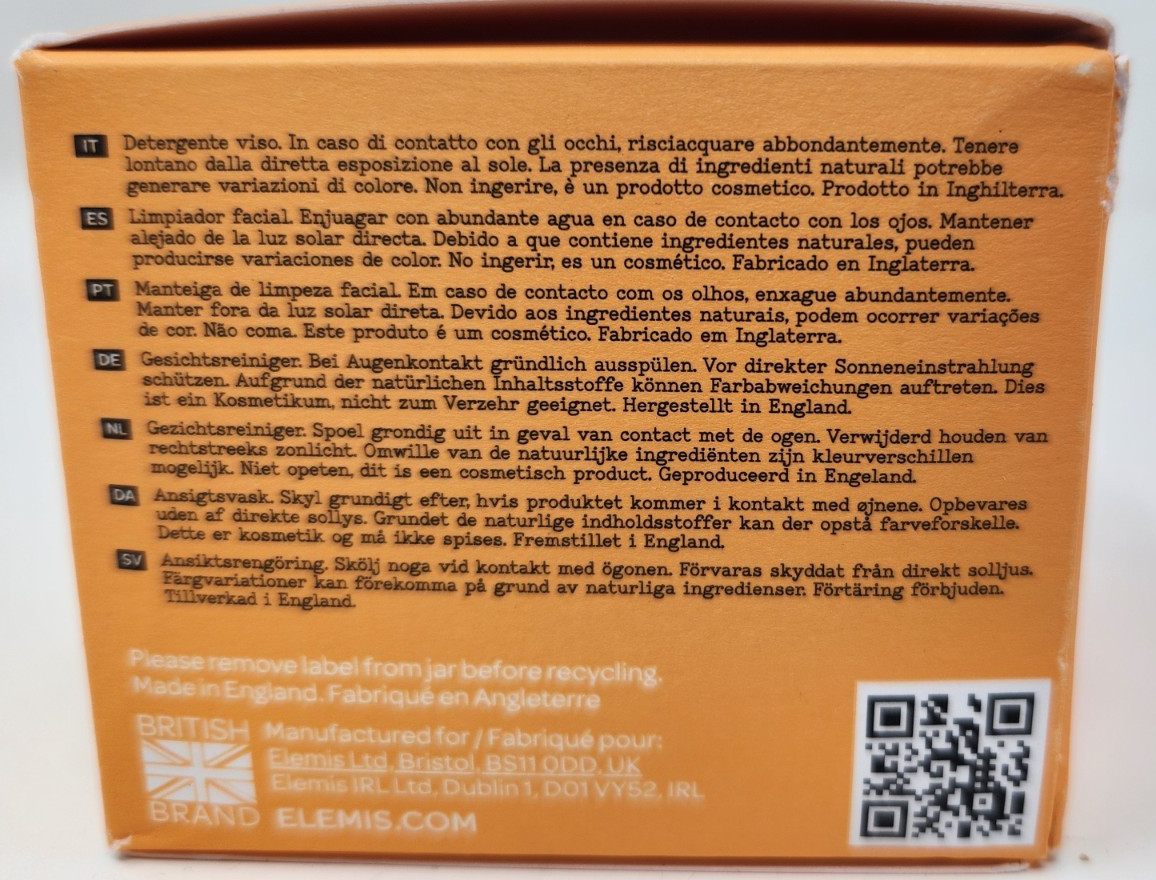 IT Detergente viso. In caso di contatto con gli occhi, risciacquare abbondantemente. Tenere
lontano dalla diretta esposizione al sole. La presenza di ingredienti naturali potrebbe
generare variazioni di colore. Non ingerire, è un prodotto cosmetico. Prodotto in Inghilterra.
ES Limpiador facial. Enjuagar con abundante agua en caso de contacto con los ojos. Mantener
alejado de la luz solar directa. Debido a que contiene ingredientes naturales, pueden
producirse variaciones de color. No ingerir, es un cosmético. Fabricado en Inglaterra.
PT Manteiga de limpeza facial. Em caso de contacto com os olhos, enxague abundantemente.
Manter fora da luz solar direta. Devido aos ingredientes naturais, podem ocorrer variações
de cor. Não coma. Este produto é um cosmético. Fabricado em Inglaterra.
DE Gesichtsreiniger. Bei Augenkontakt gründlich ausspülen. Vor direkter Sonneneinstrahlung
schützen. Aufgrund der natürlichen Inhaltsstoffe können Farbabweichungen auftreten. Dies
ist ein Kosmetikum, nicht zum Verzehr geeignet. Hergestellt in England.
NL Gezichtsreiniger. Spoel grondig uit in geval van contact met de ogen. Verwijderd houden van
rechtstreeks zonlicht. Omwille van de natuurlijke ingrediënten zijn kleurverschillen
mogelijk. Niet opeten, dit is een cosmetisch product. Geproduceerd in Engeland.
DA Ansigtsvask. Skyl grundigt efter, hvis produktet kommer i kontakt med øjnene. Opbevares
uden af direkte sollys. Grundet de naturlige indholdsstoffer kan der opstå farveforskelle.
Dette er kosmetik og må ikke spises. Fremstillet i England.
SV Ansiktsrengöring. Skölj noga vid kontakt med ögonen. Förvaras skyddat från direkt solljus.
Färgvariationer kan förekomma på grund av naturliga ingredienser. Förtäring förbjuden.
Tillverkad i England.
Please remove label from jar before recycling.
Made in England. Fabriqué en Angleterre
BRITISH
BRAND
Manufactured for / Fabriqué pour:
Elemis Ltd, Bristol, BS11 0DD, UK
Elemis IRL Ltd, Dublin 1, D01 VY52, IRL
ELEMIS.COM